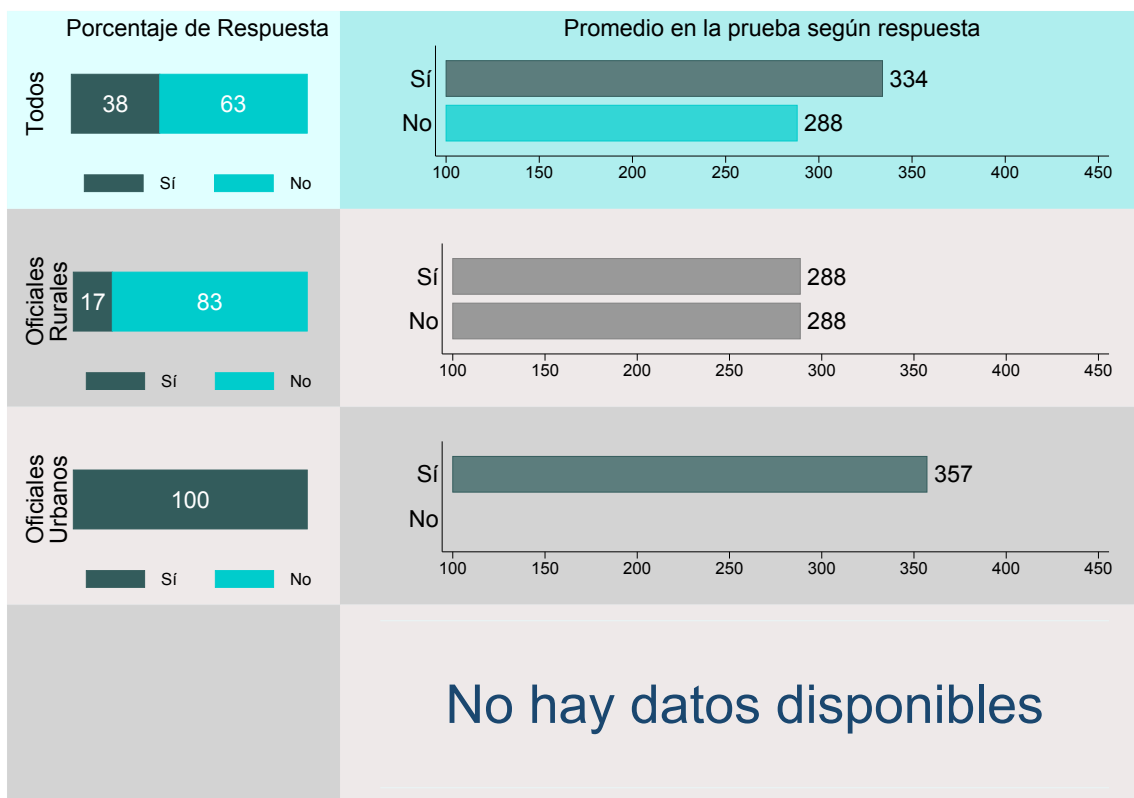 Porcentaje de Respuesta
Promedio en la prueba según respuesta
Todos
38 63
Sí No
Sí 334
No 288
100 150 200 250 300 350 400 450
Oficiales
Rurales
17 83
Sí No
Sí 288
No 288
100 150 200 250 300 350 400 450
Oficiales
Urbanos
100
Sí No
Sí 357
No
100 150 200 250 300 350 400 450
No hay datos disponibles